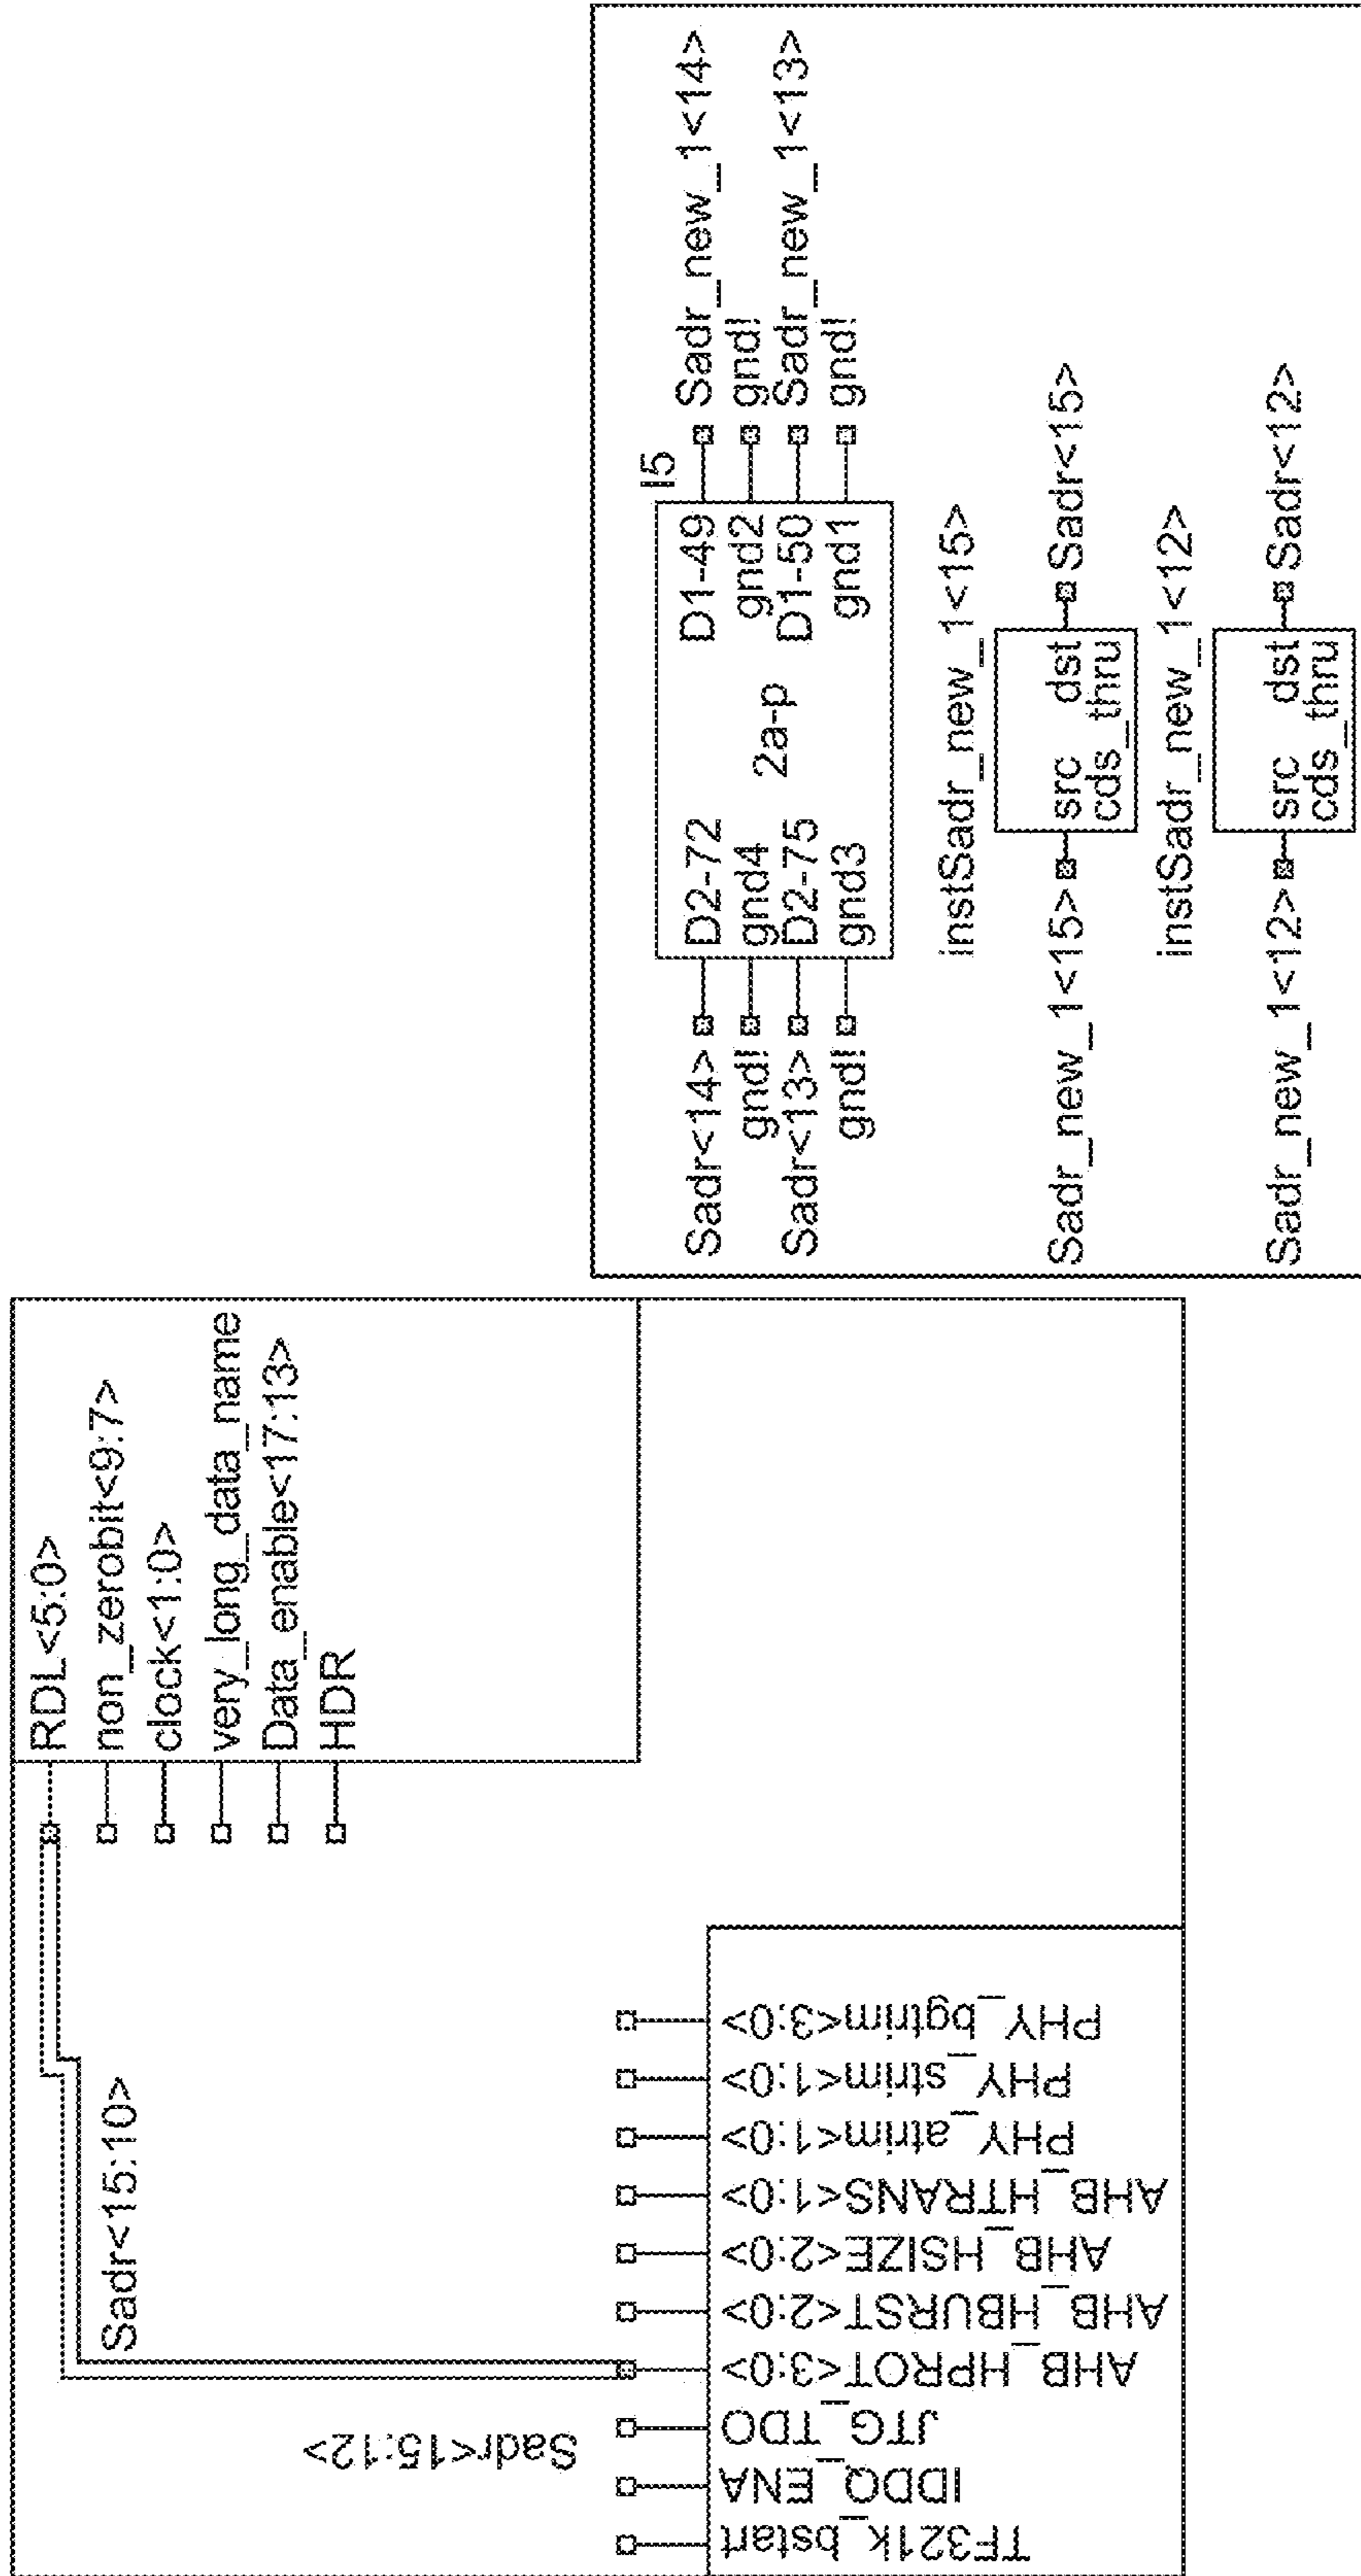 RDL<5:0>
non_zerobit<9:7>
clock<1:0>
very_long_data_name
Data_enable<17:13>
HDR
Sadr<15:10>
Sadr<15:12>
TF321k_bstart
IDDQ_ENA
JTG_TDO
AHB_HPROT<3:0>
AHB_HBURST<2:0>
AHB_HSIZE<2:0>
AHB_HTRANS<1:0>
PHY_atrim<1:0>
PHY_strim<1:0>
PHY_bgtrim<3:0>
I5
Sadr<14> D2-72 D1-49 Sadr_new_1<14>
gnd! gnd4 gnd2 gnd!
2a-p
Sadr<13> D2-75 D1-50 Sadr_new_1<13>
gnd! gnd3 gnd1 gnd!
instSadr_new_1<15>
Sadr_new_1<15> src dst Sadr<15>
cds_thru
instSadr_new_1<12>
Sadr_new_1<12> src dst Sadr<12>
cds_thru